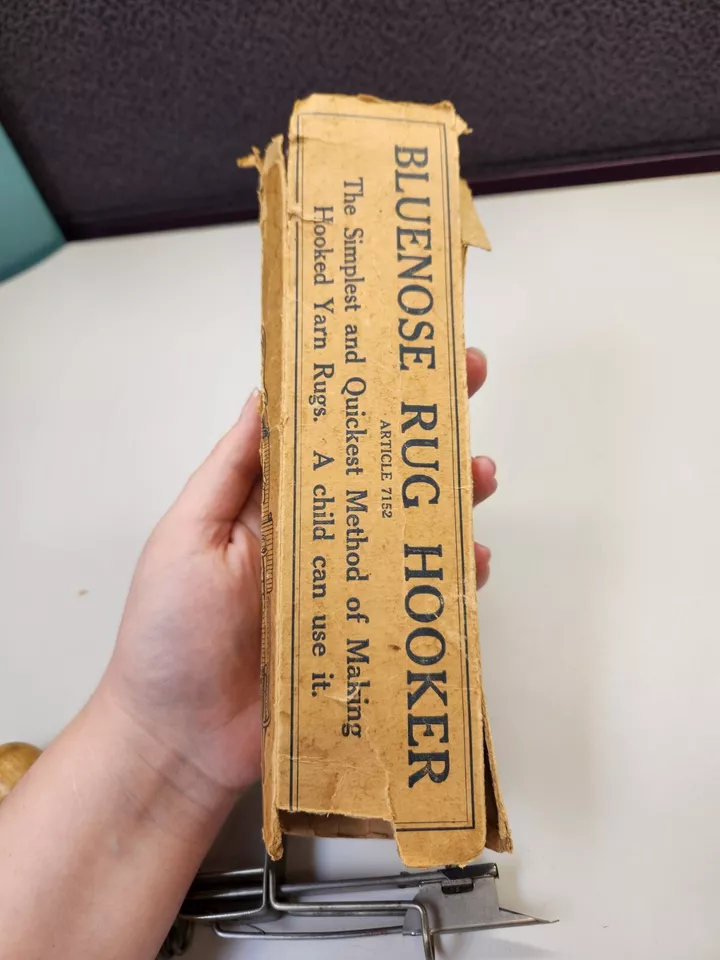 BLUENOSE RUG HOOKER
ARTICLE 7152
The Simplest and Quickest Method of Making
Hooked Yarn Rugs. A child can use it.